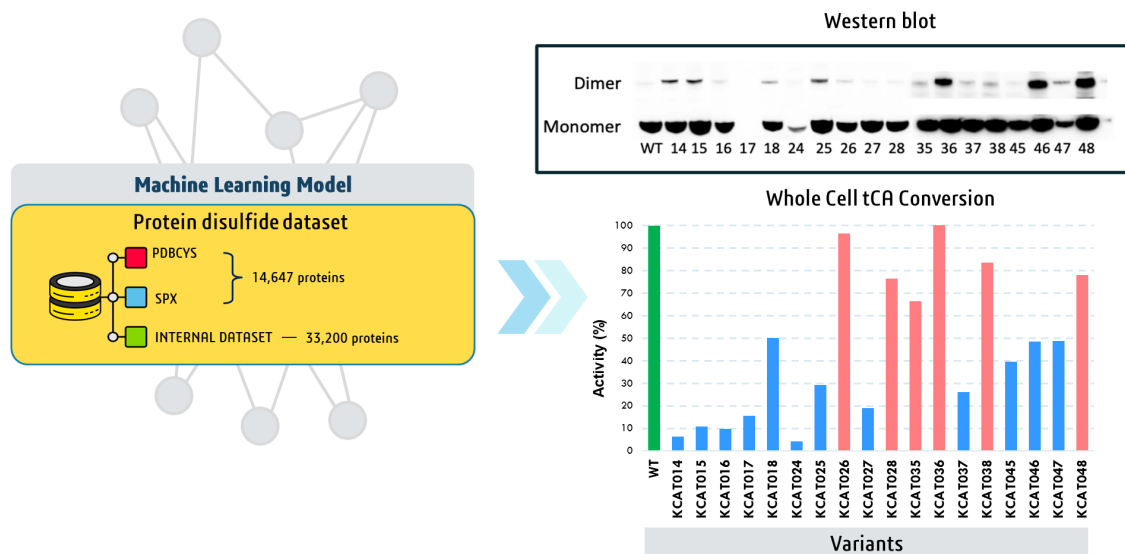 Machine Learning Model
Protein disulfide dataset
PDBCYS
14,647 proteins
SPX
INTERNAL DATASET — 33,200 proteins
Western blot
Dimer
Monomer
WT 14 15 16 17 18 24 25 26 27 28 35 36 37 38 45 46 47 48
Whole Cell tCA Conversion
Activity (%)
100
90
80
70
60
50
40
30
20
10
0
WT
KCAT014
KCAT015
KCAT016
KCAT017
KCAT018
KCAT024
KCAT025
KCAT026
KCAT027
KCAT028
KCAT035
KCAT036
KCAT037
KCAT038
KCAT045
KCAT046
KCAT047
KCAT048
Variants